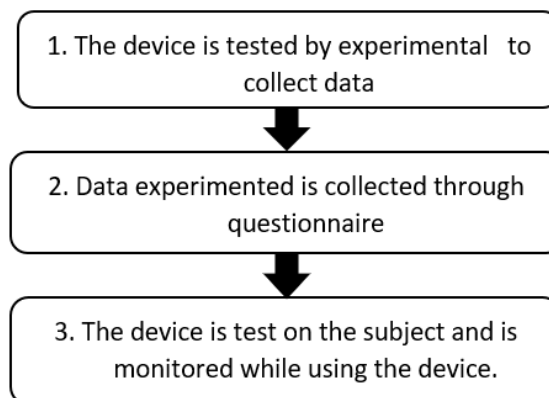 1. The device is tested by experimental to
collect data
2. Data experimented is collected through
questionnaire
3. The device is test on the subject and is
monitored while using the device.